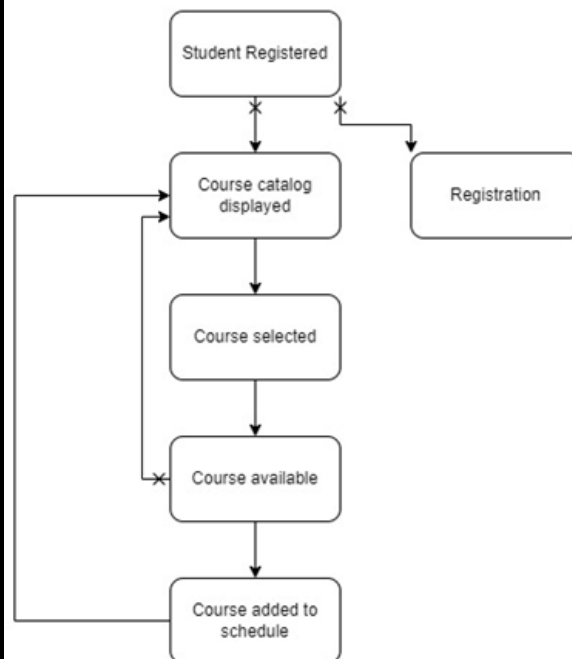 Student Registered
Course catalog
displayed
Registration
Course selected
Course available
Course added to
schedule